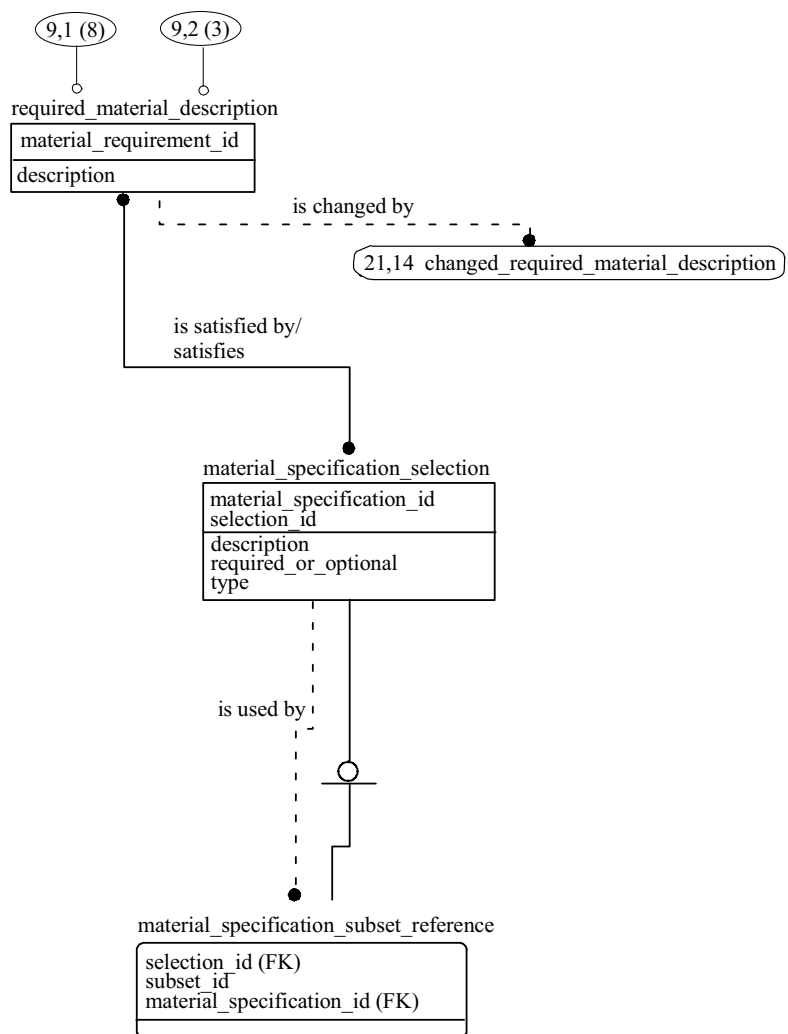 9,1 (8)
9,2 (3)
required_material_description
material_requirement_id
description
is changed by
21,14 changed_required_material_description
is satisfied by/
satisfies
material_specification_selection
material_specification_id
selection_id
description
required_or_optional
type
is used by
material_specification_subset_reference
selection_id (FK)
subset_id
material_specification_id (FK)